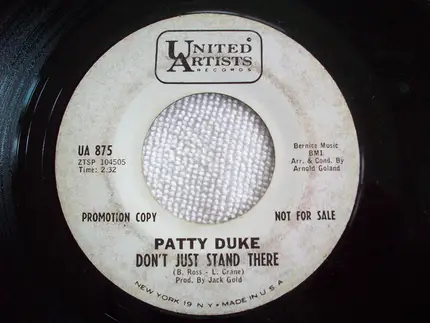 UNITED
ARTISTS
RECORDS
UA 875
ZTSP 104505
Time: 2:32
Bernice Music
BMI
Arr. & Cond. By
Arnold Goland
PROMOTION COPY
NOT FOR SALE
PATTY DUKE
DON'T JUST STAND THERE
(B. Ross - L. Crane)
Prod. By Jack Gold
NEW YORK 19 N.Y • MADE IN U.S.A